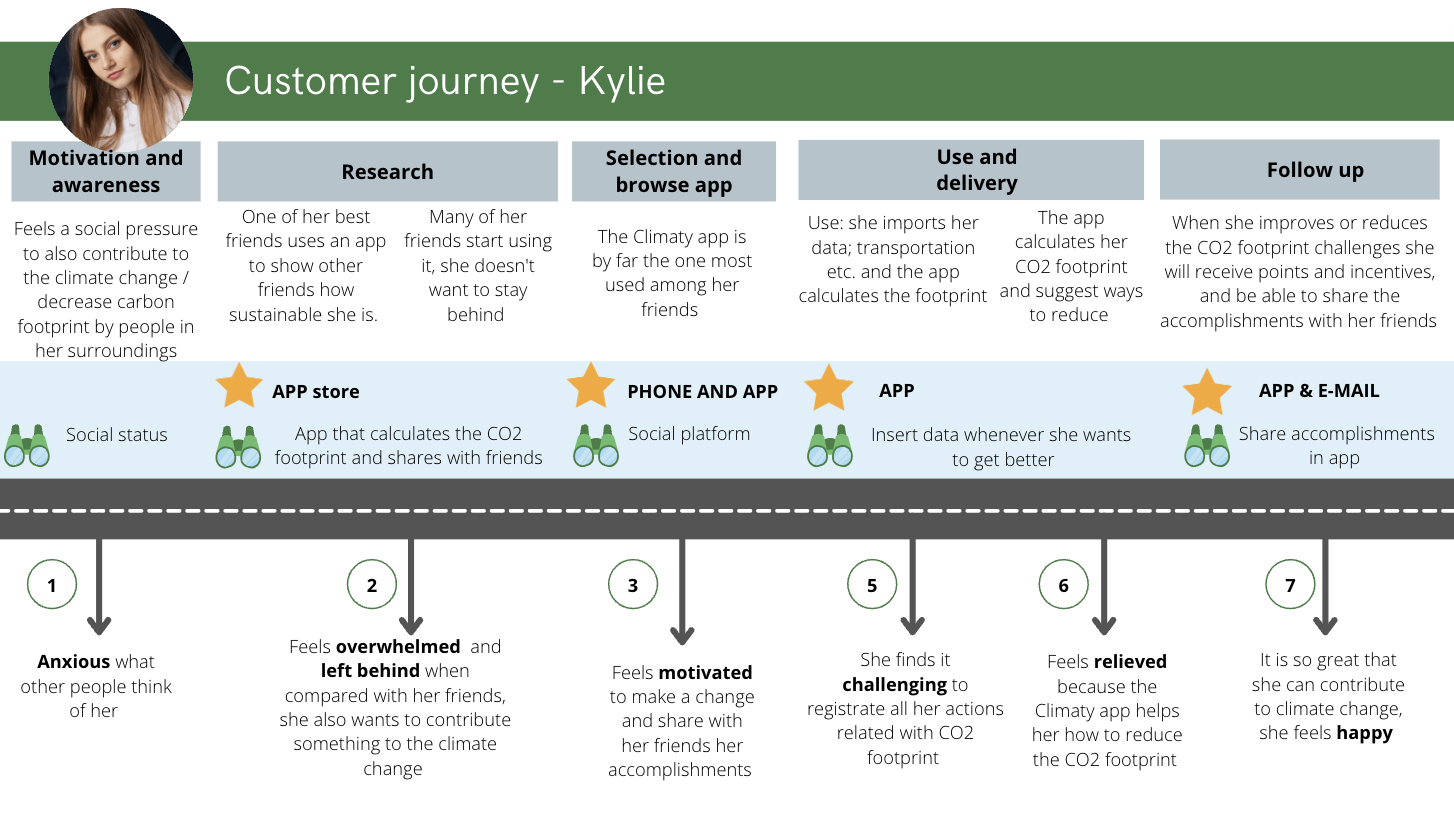 Customer journey - Kylie
Motivation and
awareness
Feels a social pressure
to also contribute to
the climate change /
decrease carbon
footprint by people in
her surroundings
Research
One of her best
friends uses an app
to show other
friends how
sustainable she is.
Many of her
friends start using
it, she doesn't
want to stay
behind
Selection and
browse app
The Climaty app is
by far the one most
used among her
friends
Use and
delivery
Use: she imports her
data; transportation
etc. and the app
calculates the footprint
The app
calculates her
CO2 footprint
and suggest ways
to reduce
Follow up
When she improves or reduces
the CO2 footprint challenges she
will receive points and incentives,
and be able to share the
accomplishments with her friends
APP store
PHONE AND APP
APP
APP & E-MAIL
Social status
App that calculates the CO2
footprint and shares with friends
Social platform
Insert data whenever she wants
to get better
Share accomplishments
in app
1
Anxious what
other people think
of her
2
Feels overwhelmed and
left behind when
compared with her friends,
she also wants to contribute
something to the climate
change
3
Feels motivated
to make a change
and share with
her friends her
accomplishments
5
She finds it
challenging to
registrate all her actions
related with CO2
footprint
6
Feels relieved
because the
Climaty app helps
her how to reduce
the CO2 footprint
7
It is so great that
she can contribute
to climate change,
she feels happy